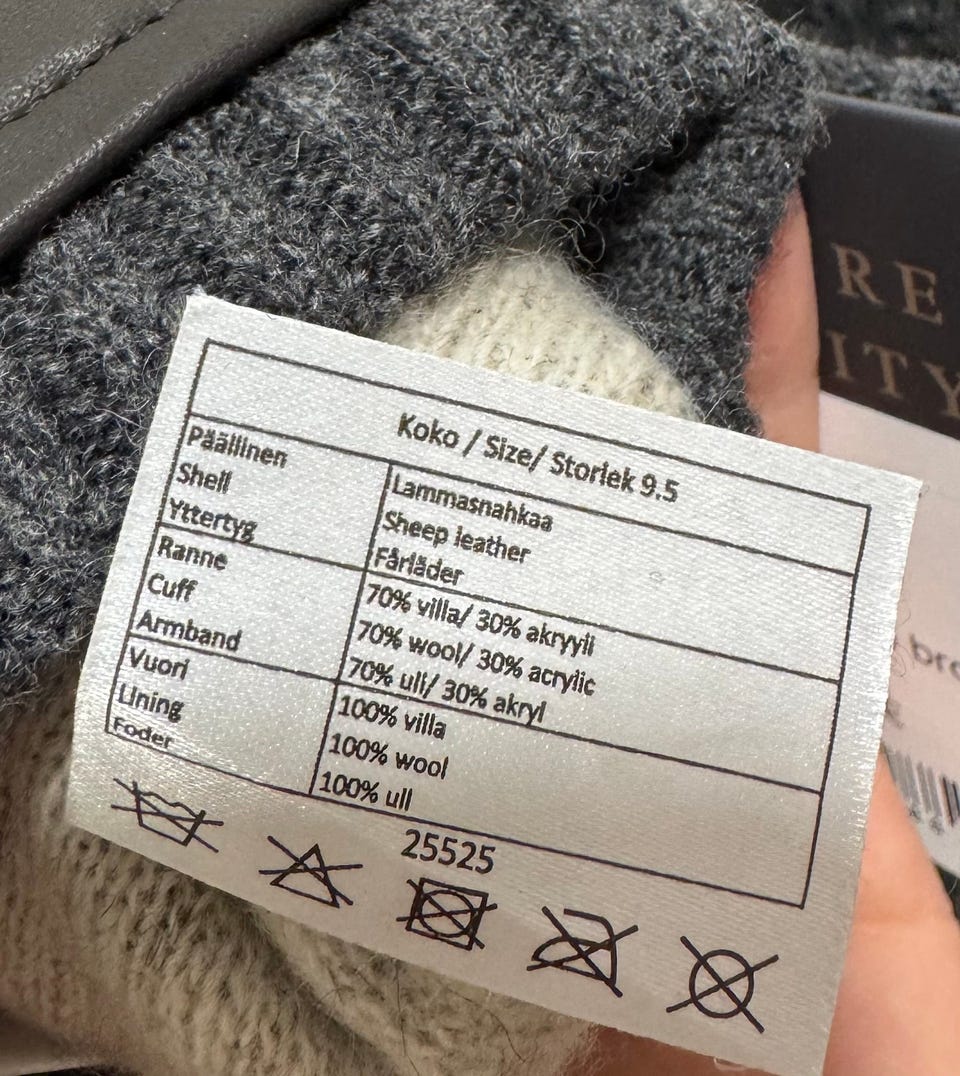 Koko / Size/ Storlek 9.5
Päällinen
Shell
Yttertyg
Lammasnahkaa
Sheep leather
Fårläder
Ranne
Cuff
Armband
70% villa/ 30% akryyli
70% wool/ 30% acrylic
70% ull/ 30% akryl
Vuori
Lining
Foder
100% villa
100% wool
100% ull
25525
RE
ITY
bro